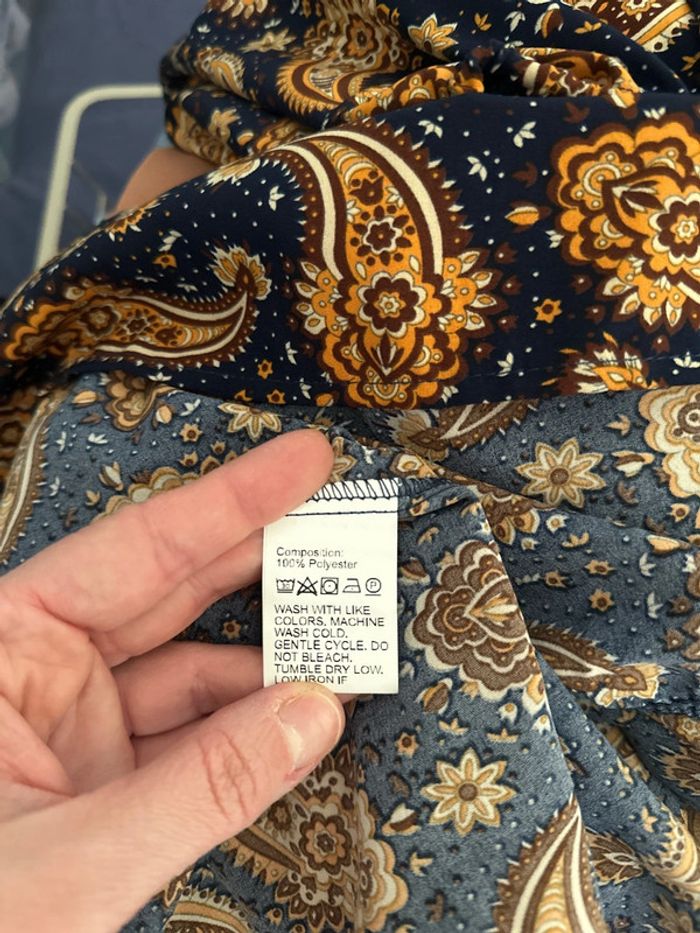 Composition:
100% Polyester
WASH WITH LIKE
COLORS. MACHINE
WASH COLD.
GENTLE CYCLE. DO
NOT BLEACH.
TUMBLE DRY LOW.
LOW IRON IF